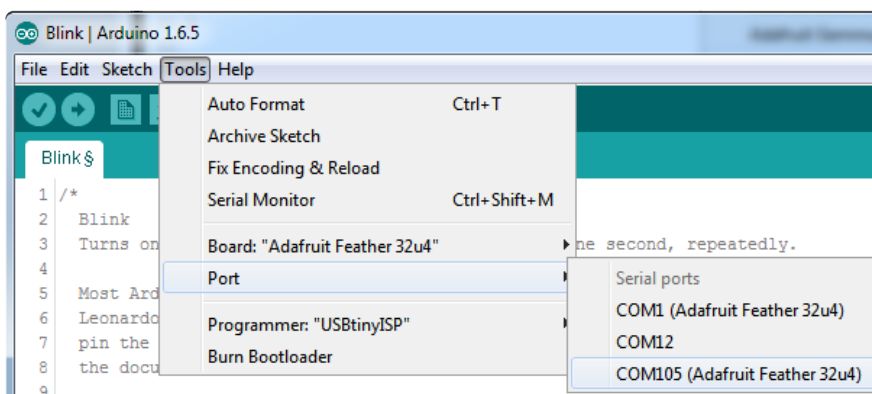 Blink | Arduino 1.6.5
File Edit Sketch Tools Help
Auto Format Ctrl+T
Archive Sketch
Fix Encoding & Reload
Serial Monitor Ctrl+Shift+M
Board: "Adafruit Feather 32u4"
Port
Programmer: "USBtinyISP"
Burn Bootloader
Serial ports
COM1 (Adafruit Feather 32u4)
COM12
COM105 (Adafruit Feather 32u4)
Blink§
1 /*
2 Blink
3 Turns on ne second, repeatedly.
4
5 Most Ard
6 Leonardo
7 pin the
8 the docu
9